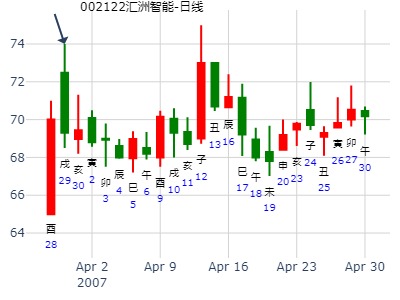 002122汇洲智能-日线
74
72
70
68
66
64
酉 戌 亥 寅 卯 辰 巳 午 酉 戌 亥 子 丑 辰 巳 午 未 申 亥 子 丑 寅 卯 午
28 29 30 2 3 4 5 6 9 10 11 12 13 16 17 18 19 20 23 24 25 26 27 30
Apr 2 Apr 9 Apr 16 Apr 23 Apr 30
2007